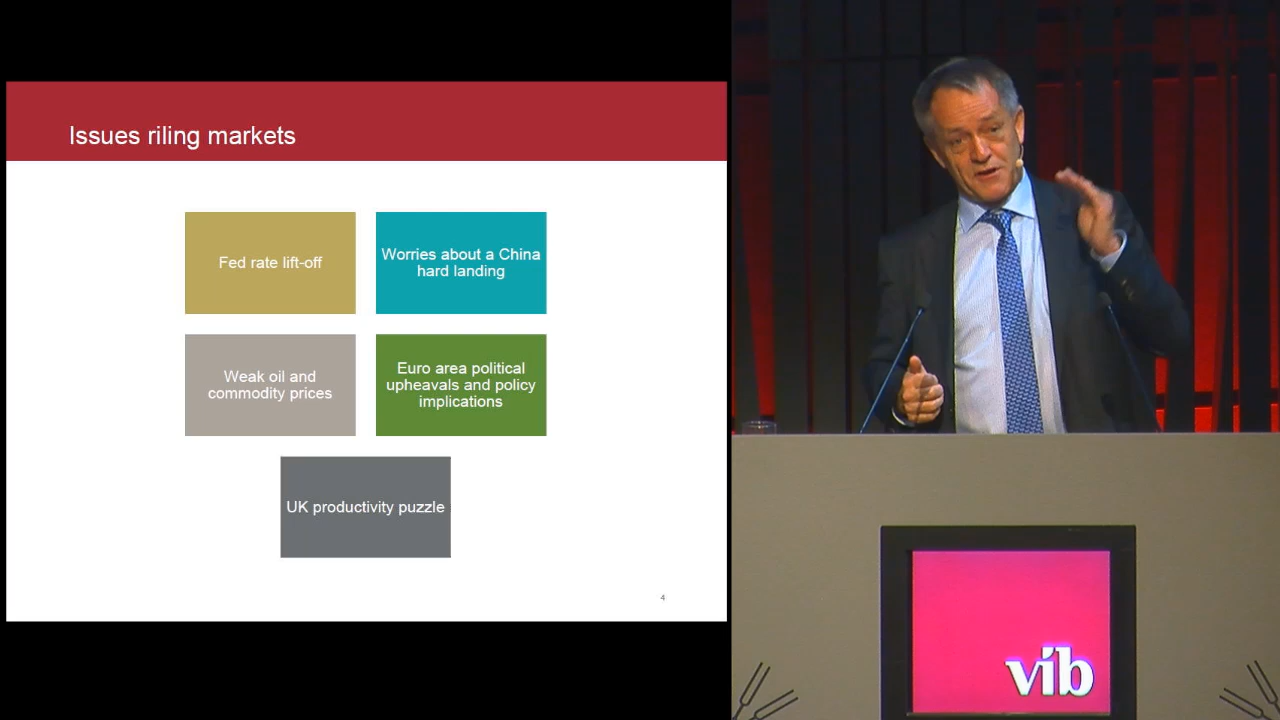 Issues riling markets
Fed rate lift-off
Worries about a China
hard landing
Weak oil and
commodity prices
Euro area political
upheavals and policy
implications
UK productivity puzzle
4
vib